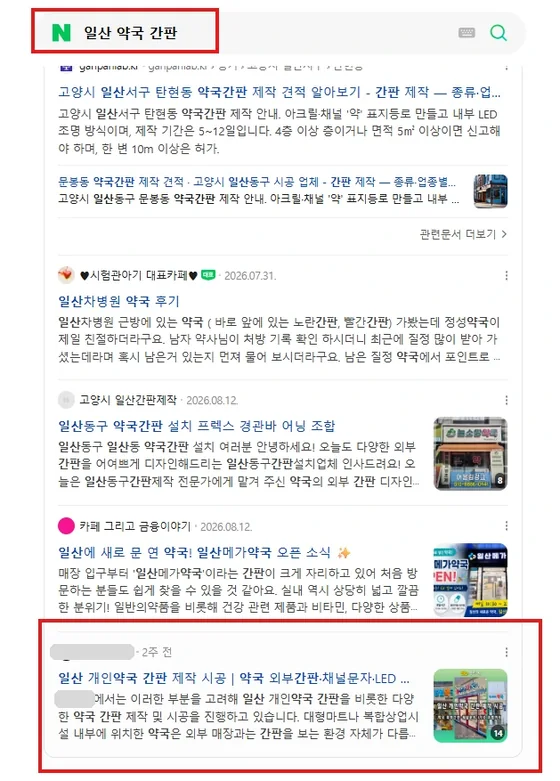 N 일산 약국 간판
ganpanlab.kr
고양시 일산서구 탄현동 약국간판 제작 견적 알아보기 - 간판 제작 — 종류·업...
고양시 일산서구 탄현동 약국간판 제작 안내. 아크릴·채널 '약' 표지등로 만들고 내부 LED
조명 방식이며, 제작 기간은 5~12일입니다. 4층 이상 층이거나 면적 5㎡ 이상이면 신고해
야 하며, 한 변 10m 이상은 허가.
문봉동 약국간판 제작 견적 · 고양시 일산동구 시공 업체 - 간판 제작 — 종류·업종별...
고양시 일산동구 문봉동 약국간판 제작 안내. 아크릴·채널 '약' 표지등로 만들고 내부 ...
관련문서 더보기 >
♥시험관아기 대표카페♥ 대표 · 2026.07.31.
일산차병원 약국 후기
일산차병원 근방에 있는 약국 ( 바로 앞에 있는 노란간판, 빨간간판) 가봤는데 정성약국이
제일 친절하더라구요. 남자 약사님이 처방 기록 확인 하시더니 최근에 질정 많이 받아 가
셨는데라며 혹시 남은거 있는지 먼저 물어 보시더라구요. 남은 질정 약국에서 포인트로 ...
고양시 일산간판제작 · 2026.08.12.
일산동구 약국간판 설치 프렉스 경관바 어닝 조합
일산동구 일산동 약국간판 설치 여러분 안녕하세요! 오늘도 다양한 외부
간판을 어여쁘게 디자인해드리는 일산동구간판설치업체 인사드려요! 오
늘은 일산동구간판제작 전문가에게 맡겨 주신 약국의 외부 간판 디자인...
8
카페 그리고 금융이야기 · 2026.08.12.
일산에 새로 문 연 약국! 일산메가약국 오픈 소식 ✨
매장 입구부터 '일산메가약국'이라는 간판이 크게 자리하고 있어 처음 방
문하는 분들도 쉽게 찾을 수 있을 것 같아요. 실내 역시 상당히 넓고 깔끔
한 분위기! 일반의약품을 비롯해 건강 관련 제품과 비타민, 다양한 상품...
일산메가
메가약국
PEN!
2주 전
일산 개인약국 간판 제작 시공 | 약국 외부간판·채널문자·LED ...
에서는 이러한 부분을 고려해 일산 개인약국 간판을 비롯한 다양
한 약국 간판 제작 및 시공을 진행하고 있습니다. 대형마트나 복합상업시
설 내부에 위치한 약국은 외부 매장과는 간판을 보는 환경 자체가 다름...
일산 개인약국 간판 제작 시공
14